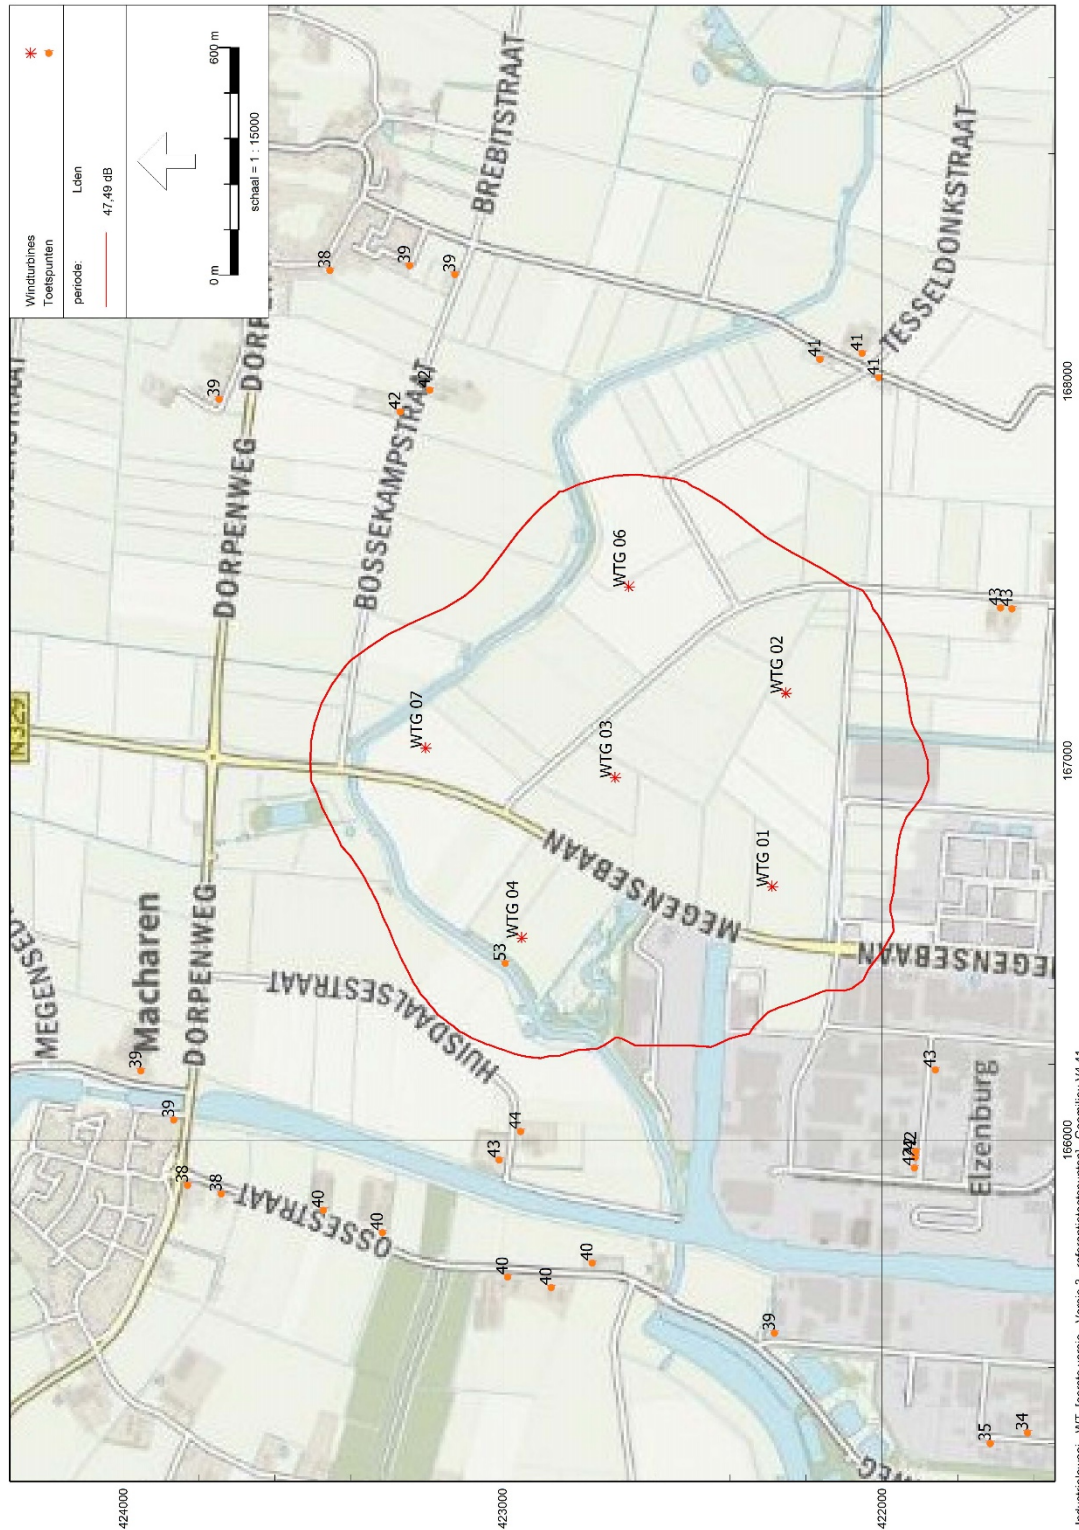 Windturbines
Toetspunten
periode: Lden
47,49 dB
0 m 600 m
schaal = 1 : 15000
N329
Macharen
DORPENWEG
DORPENWEG
BOSSEKAMPSTRAAT
BREBITSTRAAT
TESSELDONKSTRAAT
MEGENSEBAAN
MEGENSEBAAN
HUISDAALSESTRAAT
OSSESTRAAT
Elzenburg
WTG 07
WTG 06
WTG 04
WTG 03
WTG 02
WTG 01
39
38
39
39
42
42
41
41
41
43
43
53
39
39
38
38
43
44
40
40
40
40
40
39
43
42
35
34
424000
423000
422000
166000
167000
168000